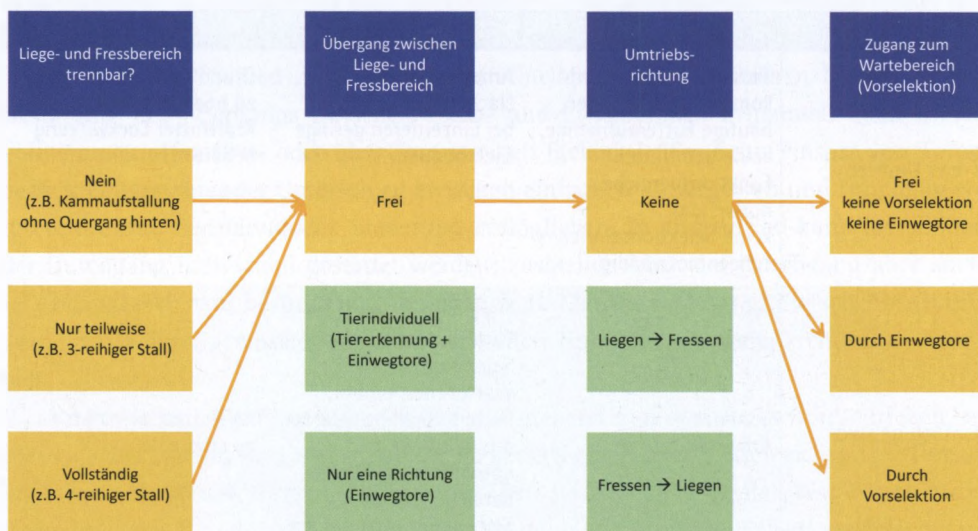 Liege- und Fressbereich
trennbar?
Übergang zwischen
Liege- und
Fressbereich
Umtriebs-
richtung
Zugang zum
Wartebereich
(Vorselektion)
Nein
(z.B. Kammaufstallung
ohne Quergang hinten)
Frei
Keine
Frei
keine Vorselektion
keine Einwegtore
Nur teilweise
(z.B. 3-reihiger Stall)
Tierindividuell
(Tiererkennung +
Einwegtore)
Liegen → Fressen
Durch Einwegtore
Vollständig
(z.B. 4-reihiger Stall)
Nur eine Richtung
(Einwegtore)
Fressen → Liegen
Durch
Vorselektion